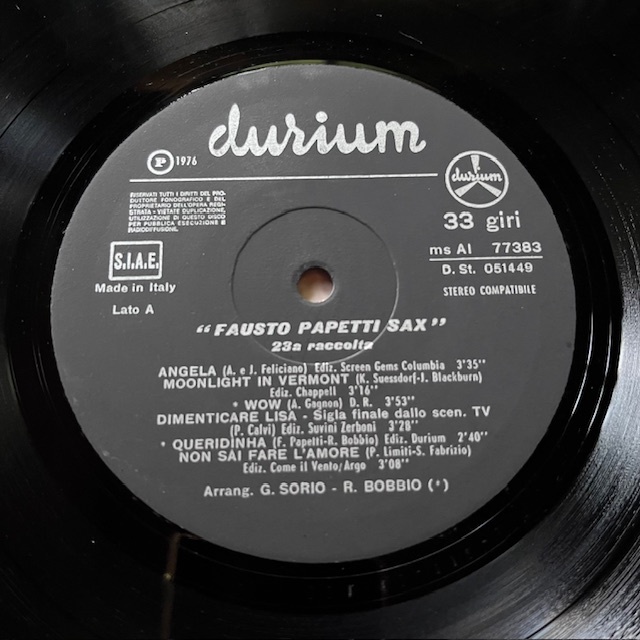 durium
P 1976
durium
RISERVATI TUTTI I DIRITTI DEL PRO-
DUTTORE FONOGRAFICO E DEL
PROPRIETARIO DELL'OPERA REGI-
STRATA - VIETATE DUPLICAZIONE,
UTILIZZAZIONE DI QUESTO DISCO
PER PUBBLICA ESECUZIONE E
RADIODIFFUSIONE.
33 giri
ms AI 77383
D. St. 051449
STEREO COMPATIBILE
S.I.A.E.
Made in Italy
Lato A
"FAUSTO PAPETTI SAX"
23a raccolta
ANGELA (A. e J. Feliciano) Ediz. Screen Gems Columbia 3'35''
MOONLIGHT IN VERMONT (K. Suessdorf-J. Blackburn)
Ediz. Chappell 3'16''
* WOW (A. Gagnon) D. R. 3'53''
DIMENTICARE LISA - Sigla finale dallo scen. TV
(P. Calvi) Ediz. Suvini Zerboni 3'28''
* QUERIDINHA (F. Papetti-R. Bobbio) Ediz. Durium 2'40''
NON SAI FARE L'AMORE (P. Limiti-S. Fabrizio)
Ediz. Come il Vento/Argo 3'08''
Arrang. G. SORIO - R. BOBBIO (*)